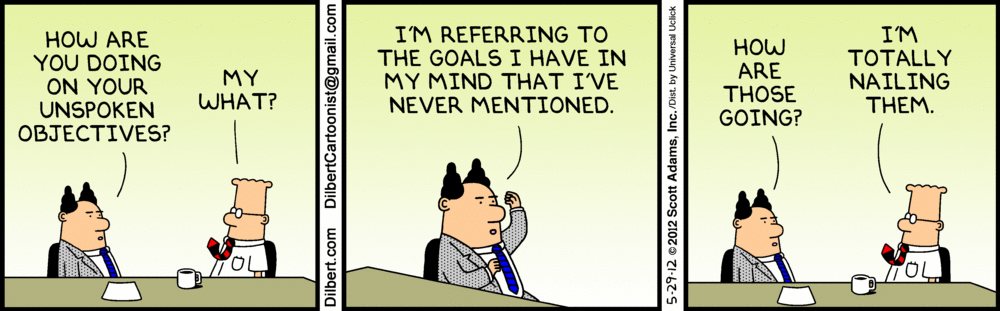 HOW ARE
YOU DOING
ON YOUR
UNSPOKEN
OBJECTIVES?
MY
WHAT?
Dilbert.com DilbertCartoonist@gmail.com
I'M REFERRING TO
THE GOALS I HAVE IN
MY MIND THAT I'VE
NEVER MENTIONED.
5-29-12 © 2012 Scott Adams, Inc. /Dist. by Universal Uclick
HOW
ARE
THOSE
GOING?
I'M
TOTALLY
NAILING
THEM.